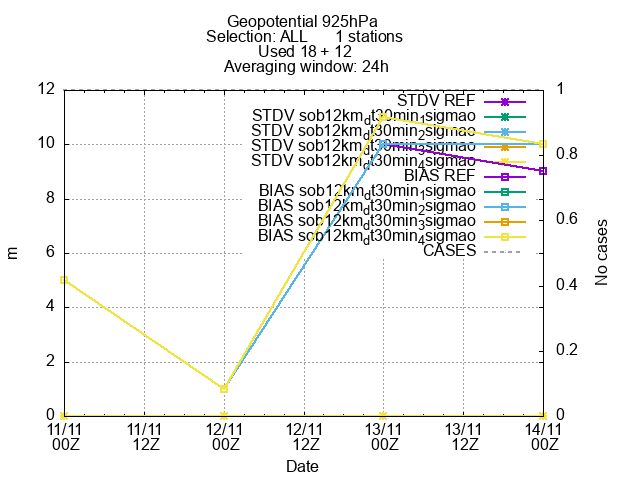 Geopotential 925hPa
Selection: ALL 1 stations
Used 18 + 12
Averaging window: 24h
12
10
8
6
4
2
0
m
1
0.8
0.6
0.4
0.2
0
No cases
STDV REF
STDV sob12km_dt30min_1sigmao
STDV sob12km_dt30min_2sigmao
STDV sob12km_dt30min_3sigmao
STDV sob12km_dt30min_4sigmao
BIAS REF
BIAS sob12km_dt30min_1sigmao
BIAS sob12km_dt30min_2sigmao
BIAS sob12km_dt30min_3sigmao
BIAS sob12km_dt30min_4sigmao
CASES
11/11 11/11 12/11 12/11 13/11 13/11 14/11
00Z 12Z 00Z 12Z 00Z 12Z 00Z
Date